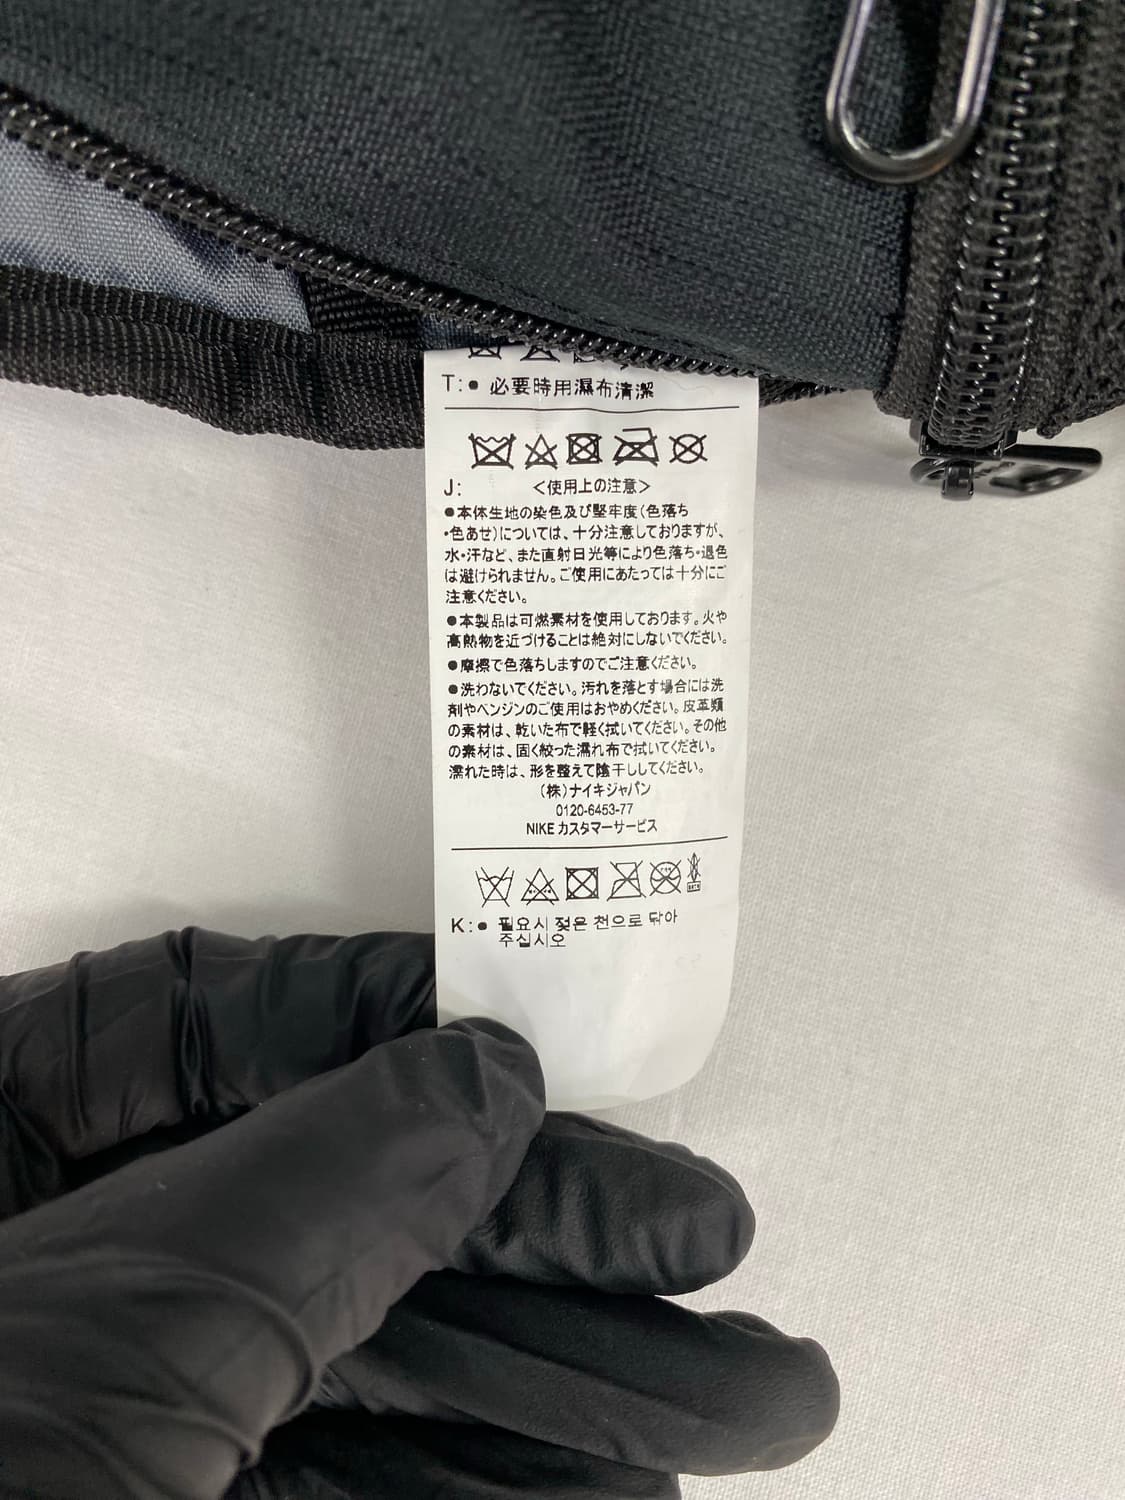 T:● 必要時用濕布清潔
J: <使用上の注意>
●本体生地の染色及び堅牢度(色落ち
・色あせ)については、十分注意しておりますが、
水・汗など、また直射日光等により色落ち・退色
は避けられません。ご使用にあたっては十分にご
注意ください。
●本製品は可燃素材を使用しております。火や
高熱物を近づけることは絶対にしないでください。
●摩擦で色落ちしますのでご注意ください。
●洗わないでください。汚れを落とす場合には洗
剤やベンジンのご使用はおやめください。皮革類
の素材は、乾いた布で軽く拭いてください。その他
の素材は、固く絞った濡れ布で拭いてください。
濡れた時は、形を整えて陰干ししてください。
(株)ナイキジャパン
0120-6453-77
NIKE カスタマーサービス
K:● 필요시 젖은 천으로 닦아
주십시오